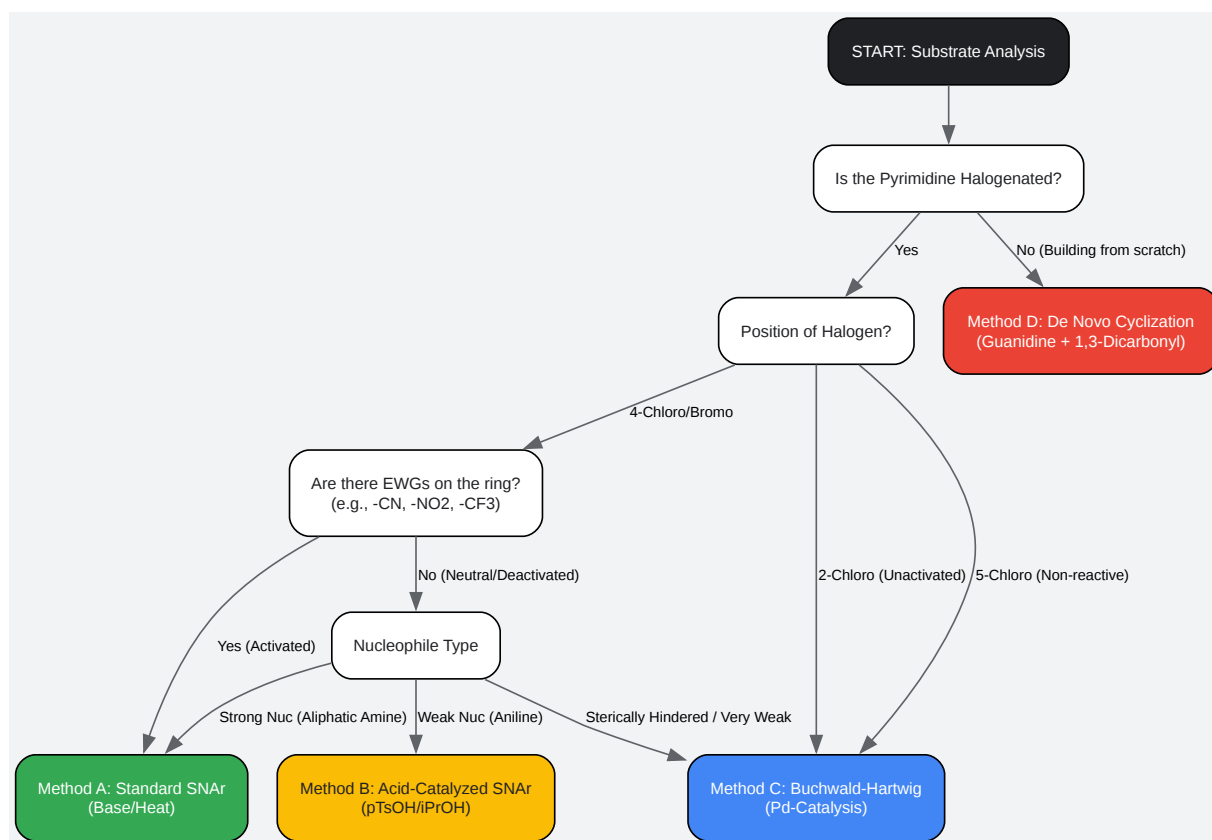 START: Substrate Analysis
Is the Pyrimidine Halogenated?
Yes
No (Building from scratch)
Position of Halogen?
Method D: De Novo Cyclization
(Guanidine + 1,3-Dicarbonyl)
4-Chloro/Bromo
Are there EWGs on the ring?
(e.g., -CN, -NO2, -CF3)
No (Neutral/Deactivated)
2-Chloro (Unactivated)
5-Chloro (Non-reactive)
Yes (Activated)
Nucleophile Type
Strong Nuc (Aliphatic Amine)
Weak Nuc (Aniline)
Sterically Hindered / Very Weak
Method A: Standard SNAr
(Base/Heat)
Method B: Acid-Catalyzed SNAr
(pTsOH/iPrOH)
Method C: Buchwald-Hartwig
(Pd-Catalysis)